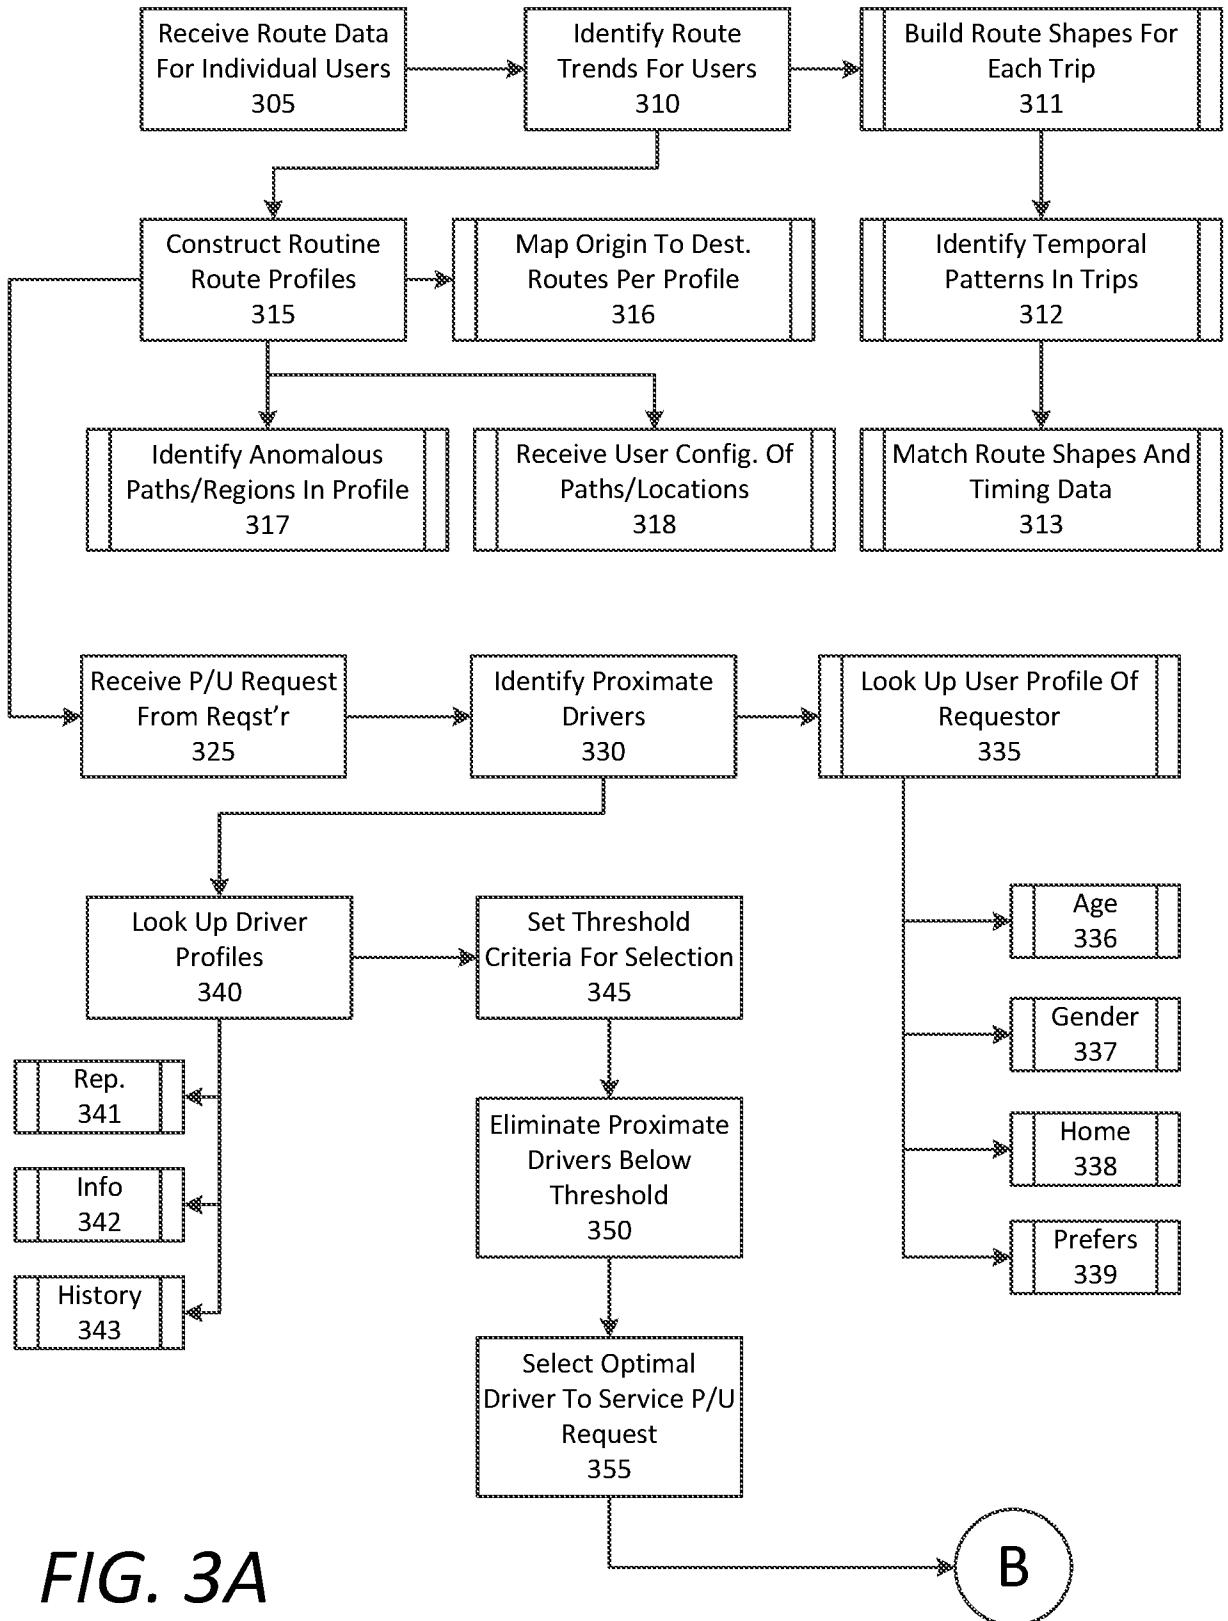 Receive Route Data
For Individual Users
305
Identify Route
Trends For Users
310
Build Route Shapes For
Each Trip
311
Construct Routine
Route Profiles
315
Map Origin To Dest.
Routes Per Profile
316
Identify Temporal
Patterns In Trips
312
Identify Anomalous
Paths/Regions In Profile
317
Receive User Config. Of
Paths/Locations
318
Match Route Shapes And
Timing Data
313
Receive P/U Request
From Reqst'r
325
Identify Proximate
Drivers
330
Look Up User Profile Of
Requestor
335
Look Up Driver
Profiles
340
Set Threshold
Criteria For Selection
345
Age
336
Gender
337
Home
338
Prefers
339
Rep.
341
Info
342
History
343
Eliminate Proximate
Drivers Below
Threshold
350
Select Optimal
Driver To Service P/U
Request
355
B
FIG. 3A